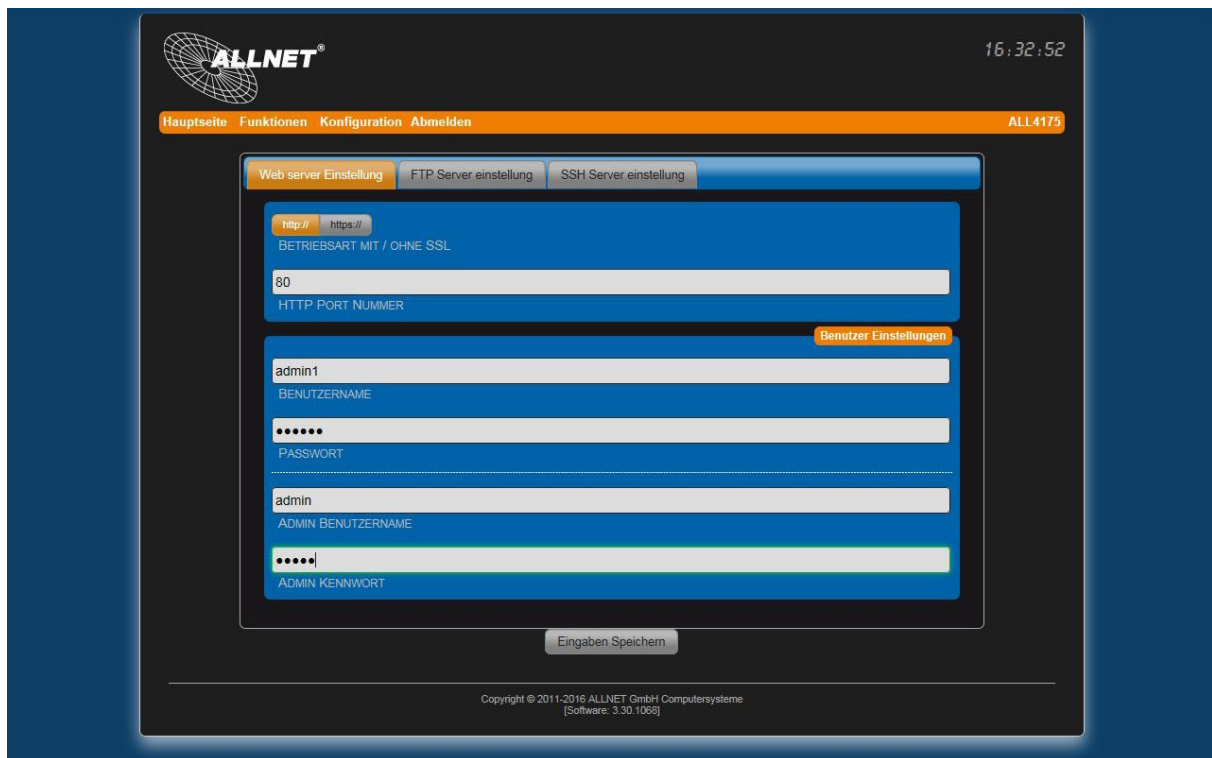 ALLNET®
16:32:52
Hauptseite Funktionen Konfiguration Abmelden ALL4175
Web server Einstellung FTP Server einstellung SSH Server einstellung
http:// https://
BETRIEBSART MIT / OHNE SSL
80
HTTP PORT NUMMER
Benutzer Einstellungen
admin1
BENUTZERNAME
••••••
PASSWORT
admin
ADMIN BENUTZERNAME
•••••
ADMIN KENNWORT
Eingaben Speichern
Copyright © 2011-2016 ALLNET GmbH Computersysteme
[Software: 3.30.1068]